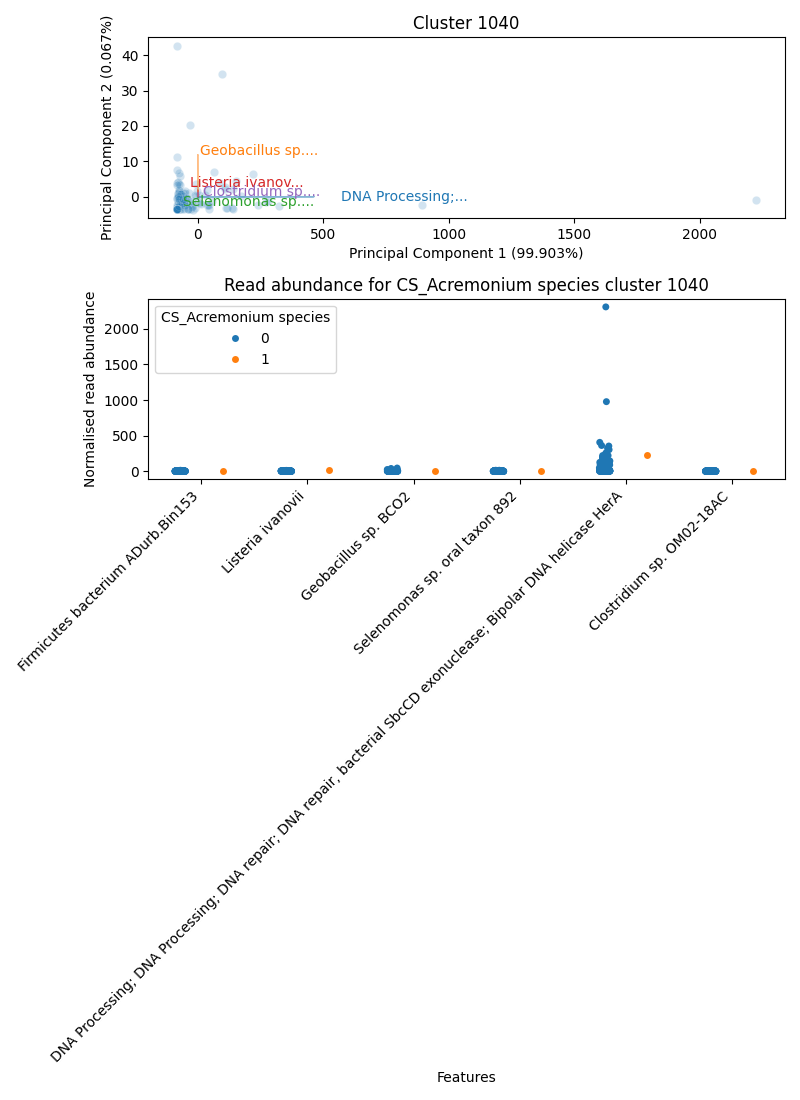 Cluster 1040
Principal Component 2 (0.067%)
40
30
20
10
0
Geobacillus sp....
Listeria ivanov...
Clostridium sp....
DNA Processing;...
Selenomonas sp....
0
500
1000
1500
2000
Principal Component 1 (99.903%)
Read abundance for CS_Acremonium species cluster 1040
Normalised read abundance
2000
1500
1000
500
0
CS_Acremonium species
0
1
Firmicutes bacterium ADurb.Bin153
Listeria ivanovii
Geobacillus sp. BCO2
Selenomonas sp. oral taxon 892
DNA Processing; DNA Processing; DNA repair; DNA repair, bacterial SbcCD exonuclease; Bipolar DNA helicase HerA
Clostridium sp. OM02-18AC
Features